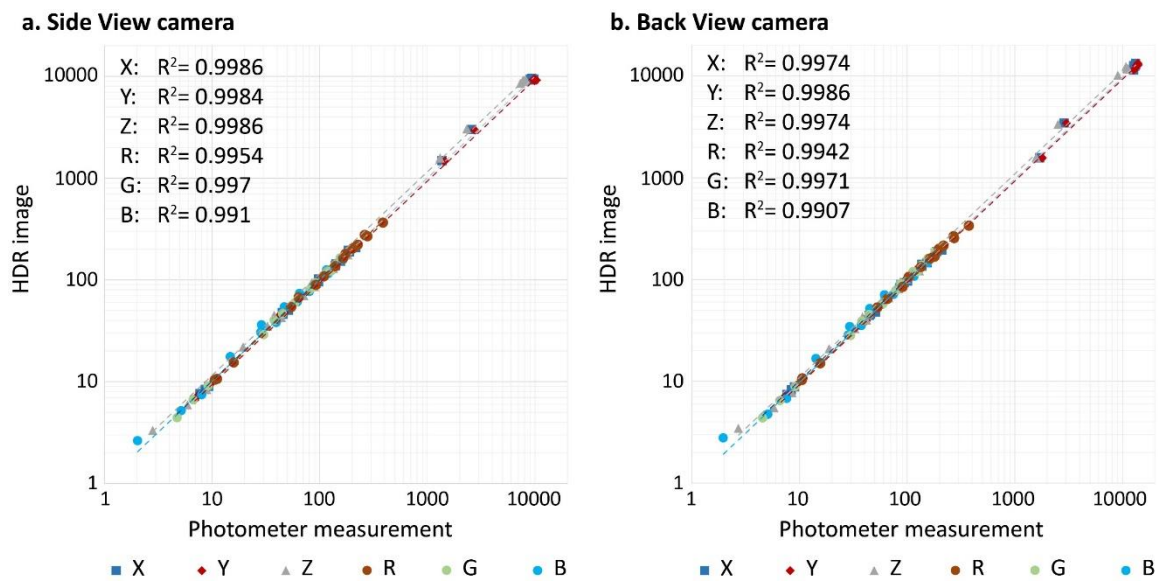 a. Side View camera
X: R²= 0.9986
Y: R²= 0.9984
Z: R²= 0.9986
R: R²= 0.9954
G: R²= 0.997
B: R²= 0.991
10000
1000
100
10
1
HDR image
1 10 100 1000 10000
Photometer measurement
X Y Z R G B
b. Back View camera
X: R²= 0.9974
Y: R²= 0.9986
Z: R²= 0.9974
R: R²= 0.9942
G: R²= 0.9971
B: R²= 0.9907
10000
1000
100
10
1
HDR image
1 10 100 1000 10000
Photometer measurement
X Y Z R G B